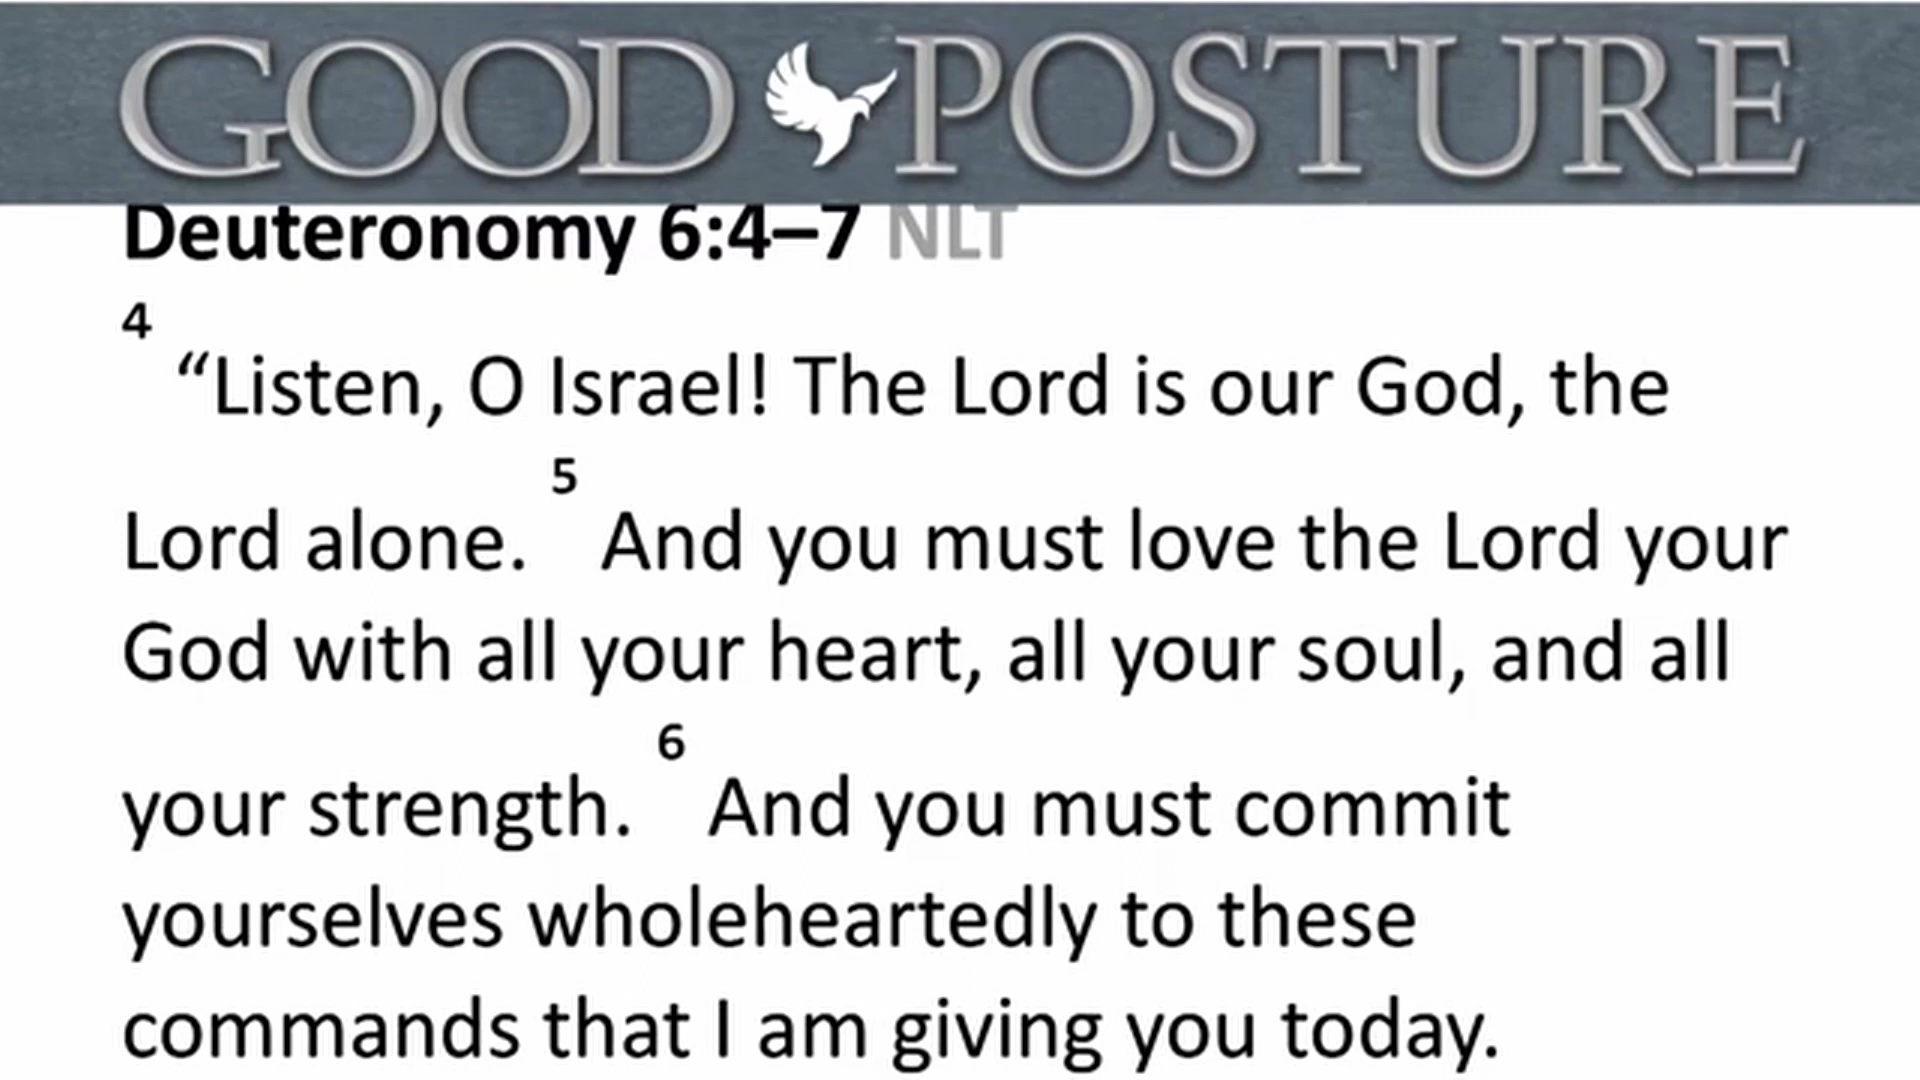 GOOD POSTURE
Deuteronomy 6:4–7 NLT
4 “Listen, O Israel! The Lord is our God, the
Lord alone. 5 And you must love the Lord your
God with all your heart, all your soul, and all
your strength. 6 And you must commit
yourselves wholeheartedly to these
commands that I am giving you today.